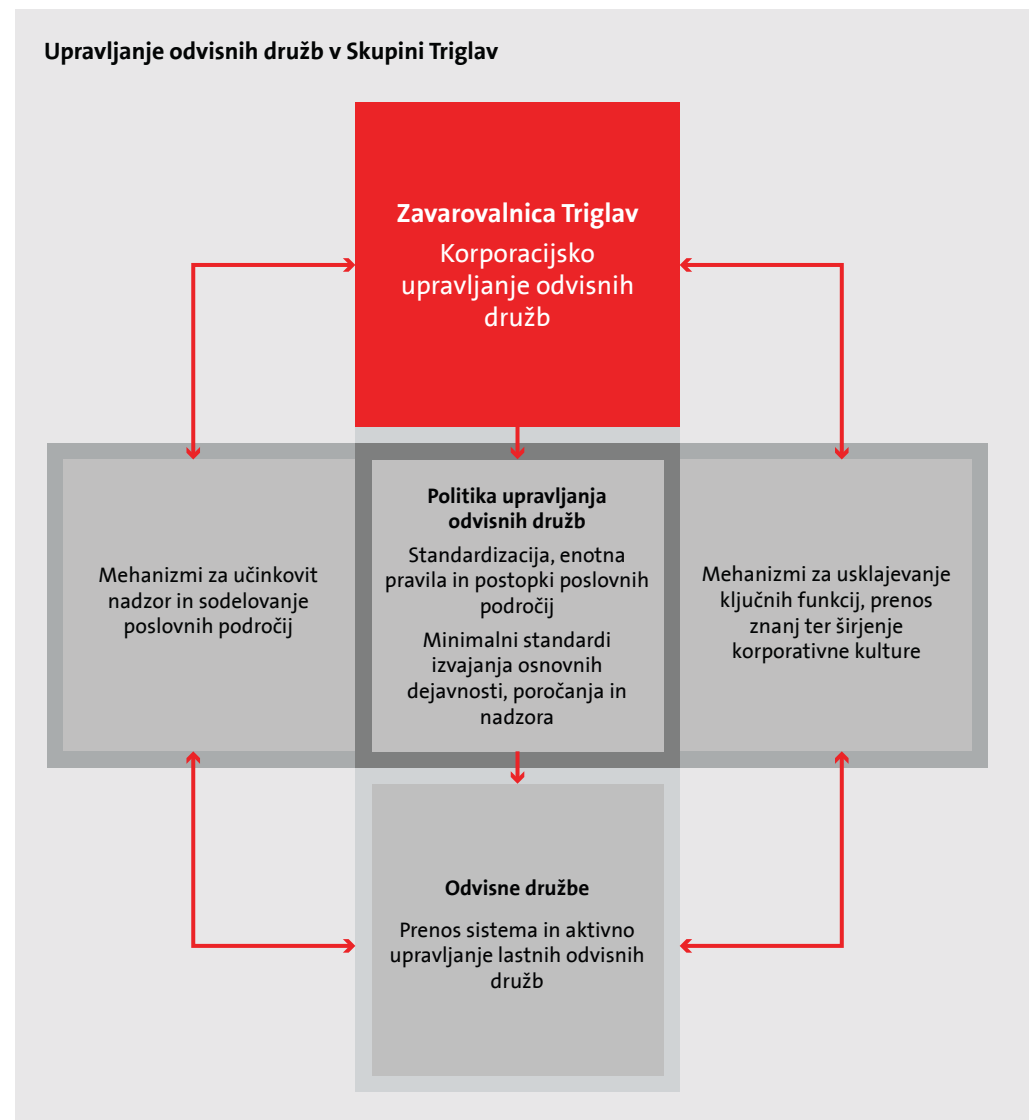 Upravljanje odvisnih družb v Skupini Triglav
Zavarovalnica Triglav
Korporacijsko
upravljanje odvisnih
družb
Mehanizmi za učinkovit
nadzor in sodelovanje
poslovnih področij
Politika upravljanja
odvisnih družb
Standardizacija, enotna
pravila in postopki poslovnih
področij
Minimalni standardi
izvajanja osnovnih
dejavnosti, poročanja in
nadzora
Mehanizmi za usklajevanje
ključnih funkcij, prenos
znanj ter širjenje
korporativne kulture
Odvisne družbe
Prenos sistema in aktivno
upravljanje lastnih odvisnih
družb